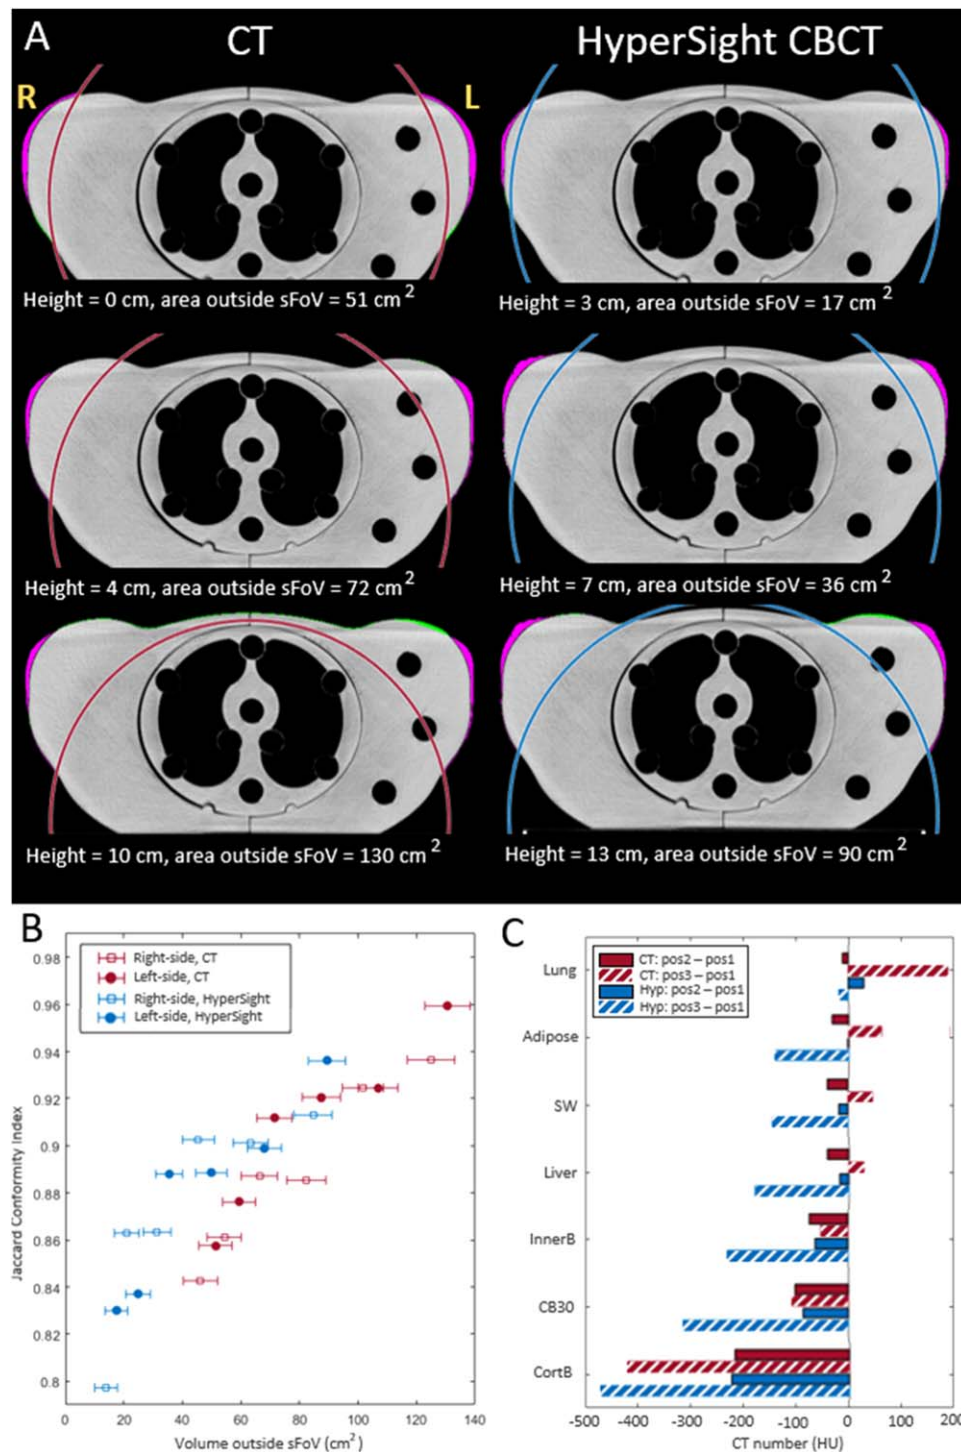 A
CT
HyperSight CBCT
R
L
Height = 0 cm, area outside sFoV = 51 cm 2
Height = 3 cm, area outside sFoV = 17 cm 2
Height = 4 cm, area outside sFoV = 72 cm 2
Height = 7 cm, area outside sFoV = 36 cm 2
Height = 10 cm, area outside sFoV = 130 cm 2
Height = 13 cm, area outside sFoV = 90 cm 2
B
Right-side, CT
Left-side, CT
Right-side, HyperSight
Left-side, HyperSight
Jaccard Conformity Index
0.98
0.96
0.94
0.92
0.9
0.88
0.86
0.84
0.82
0.8
0 20 40 60 80 100 120 140
Volume outside sFoV (cm2)
C
CT: pos2 – pos1
CT: pos3 – pos1
Hyp: pos2 – pos1
Hyp: pos3 – pos1
Lung
Adipose
SW
Liver
InnerB
CB30
CortB
-500 -400 -300 -200 -100 0 100 200
CT number (HU)